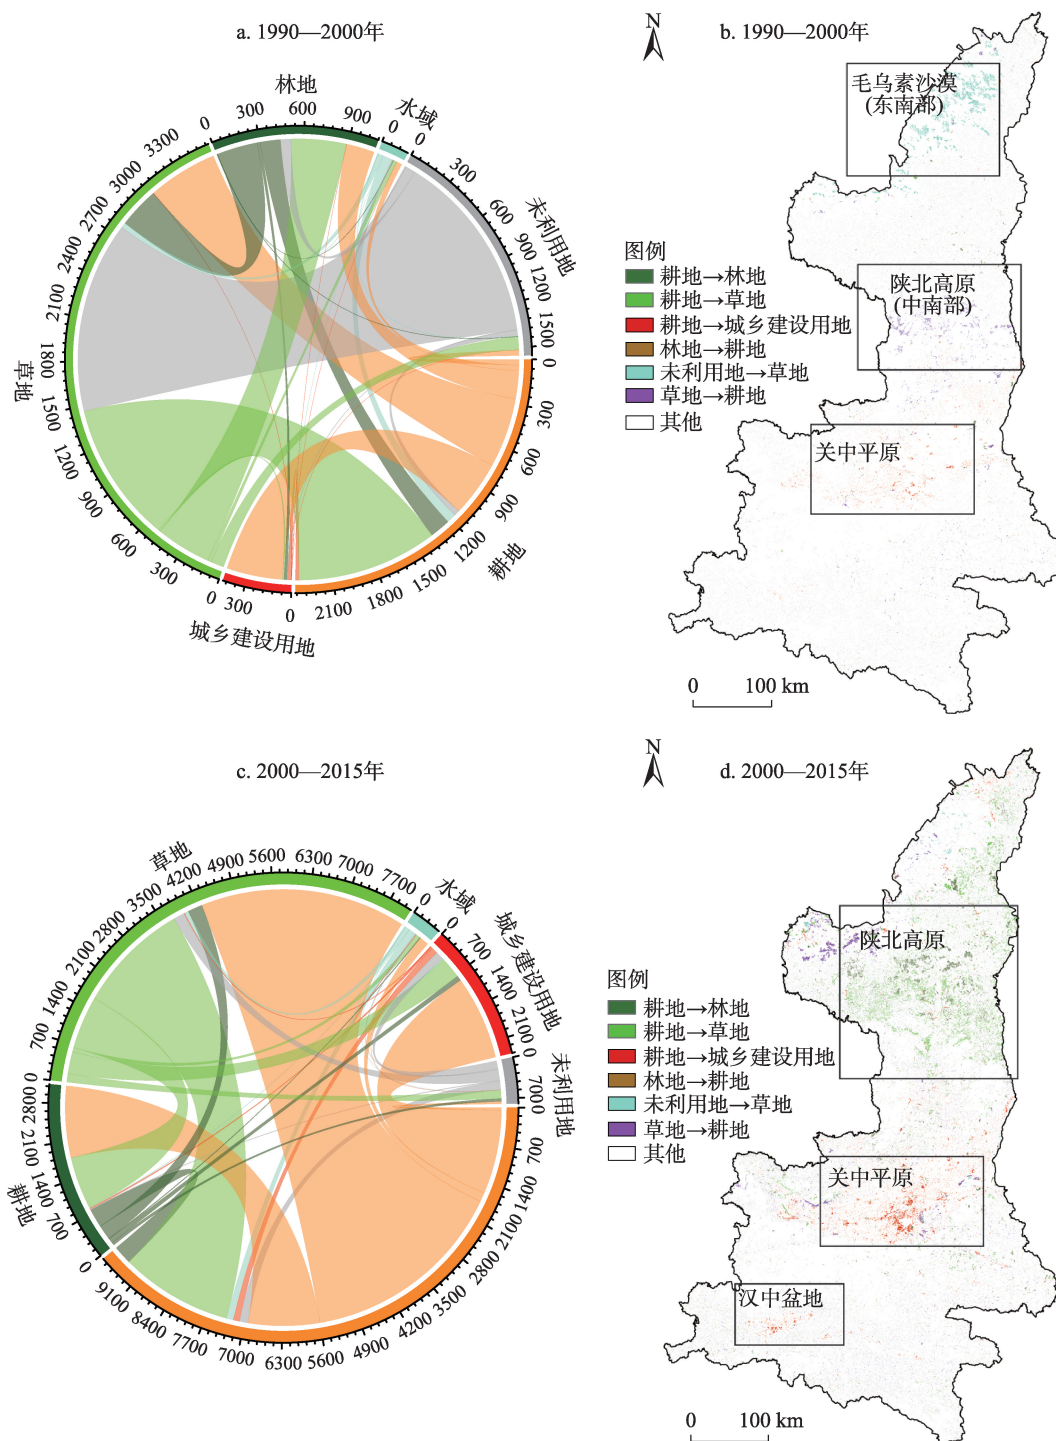 a. 1990—2000年
林地
水域
未利用地
耕地
城乡建设用地
草地
0 300 600 900
0
0 300 600 900 1200 1500
0 300 600 900 1200 1500 1800 2100
0 300
0 300 600 900 1200 1500 1800 2100 2400 2700 3000 3300
N
b. 1990—2000年
毛乌素沙漠
(东南部)
陕北高原
(中南部)
关中平原
图例
耕地→林地
耕地→草地
耕地→城乡建设用地
林地→耕地
未利用地→草地
草地→耕地
其他
0 100 km
c. 2000—2015年
草地
水域
城乡建设用地
未利用地
耕地
0 700 1400 2100 2800 3500 4200 4900 5600 6300 7000 7700
0
0 700 1400 2100
0 700
0 700 1400 2100 2800 3500 4200 4900 5600 6300 7000 7700 8400 9100
0 700 1400 2100 2800
N
d. 2000—2015年
陕北高原
关中平原
汉中盆地
图例
耕地→林地
耕地→草地
耕地→城乡建设用地
林地→耕地
未利用地→草地
草地→耕地
其他
0 100 km